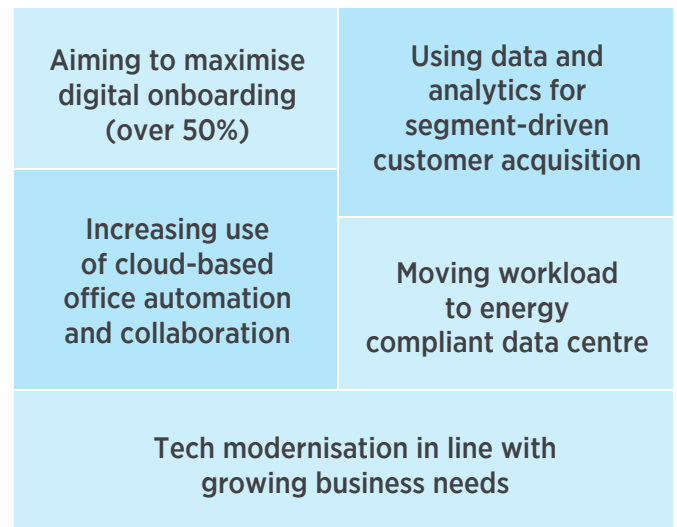 Aiming to maximise
digital onboarding
(over 50%)
Using data and
analytics for
segment-driven
customer acquisition
Increasing use
of cloud-based
office automation
and collaboration
Moving workload
to energy
compliant data centre
Tech modernisation in line with
growing business needs